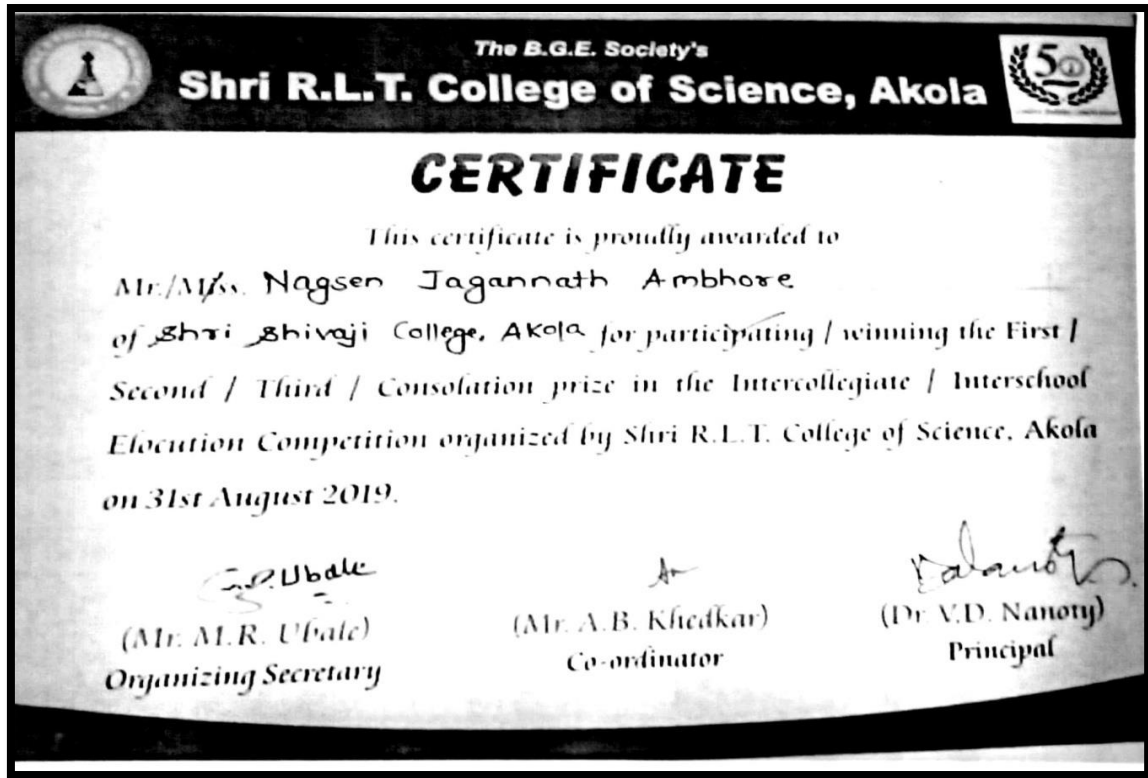 The B.G.E. Society's
Shri R.L.T. College of Science, Akola
50
CERTIFICATE
This certificate is proudly awarded to
Mr./Miss. Nagsen Jagannath Ambhore
of Shri Shivaji College, Akola for participating / winning the First /
Second / Third / Consolation prize in the Intercollegiate / Interschool
Elocution Competition organized by Shri R.L.T. College of Science, Akola
on 31st August 2019.
Ubale
(Mr. M.R. Ubale) (Mr. A.B. Khedkar) (Dr. V.D. Nanoty)
Organizing Secretary Co-ordinator Principal